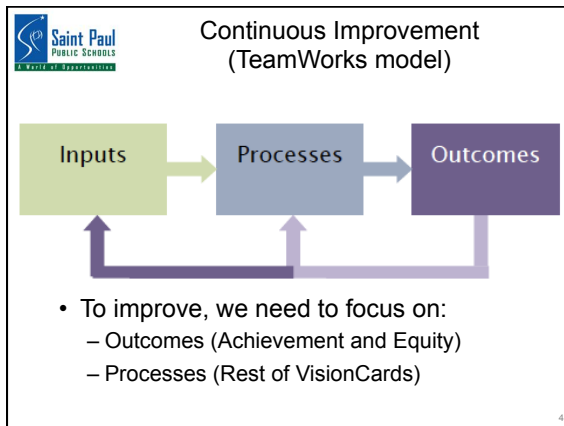 Saint Paul
PUBLIC SCHOOLS
A World of Opportunities
Continuous Improvement
(TeamWorks model)
Inputs
Processes
Outcomes
• To improve, we need to focus on:
– Outcomes (Achievement and Equity)
– Processes (Rest of VisionCards)
4